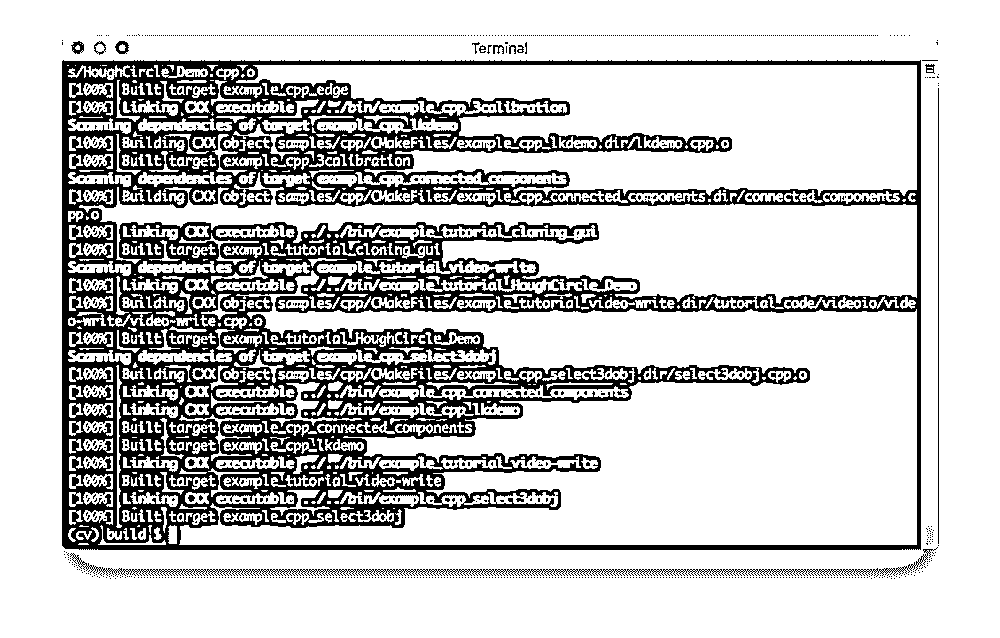 Terminal
s/HoughCircle_Demo.cpp.o
[100%] Built target example_cpp_edge
[100%] Linking CXX executable ../../bin/example_cpp_3calibration
Scanning dependencies of target example_cpp_lkdemo
[100%] Building CXX object samples/cpp/CMakeFiles/example_cpp_lkdemo.dir/lkdemo.cpp.o
[100%] Built target example_cpp_3calibration
Scanning dependencies of target example_cpp_connected_components
[100%] Building CXX object samples/cpp/CMakeFiles/example_cpp_connected_components.dir/connected_components.c
pp.o
[100%] Linking CXX executable ../../bin/example_tutorial_cloning_gui
[100%] Built target example_tutorial_cloning_gui
Scanning dependencies of target example_tutorial_video-write
[100%] Linking CXX executable ../../bin/example_tutorial_HoughCircle_Demo
[100%] Building CXX object samples/cpp/CMakeFiles/example_tutorial_video-write.dir/tutorial_code/videoio/vide
o-write/video-write.cpp.o
[100%] Built target example_tutorial_HoughCircle_Demo
Scanning dependencies of target example_cpp_select3dobj
[100%] Building CXX object samples/cpp/CMakeFiles/example_cpp_select3dobj.dir/select3dobj.cpp.o
[100%] Linking CXX executable ../../bin/example_cpp_connected_components
[100%] Linking CXX executable ../../bin/example_cpp_lkdemo
[100%] Built target example_cpp_connected_components
[100%] Built target example_cpp_lkdemo
[100%] Linking CXX executable ../../bin/example_tutorial_video-write
[100%] Built target example_tutorial_video-write
[100%] Linking CXX executable ../../bin/example_cpp_select3dobj
[100%] Built target example_cpp_select3dobj
(cv) build $